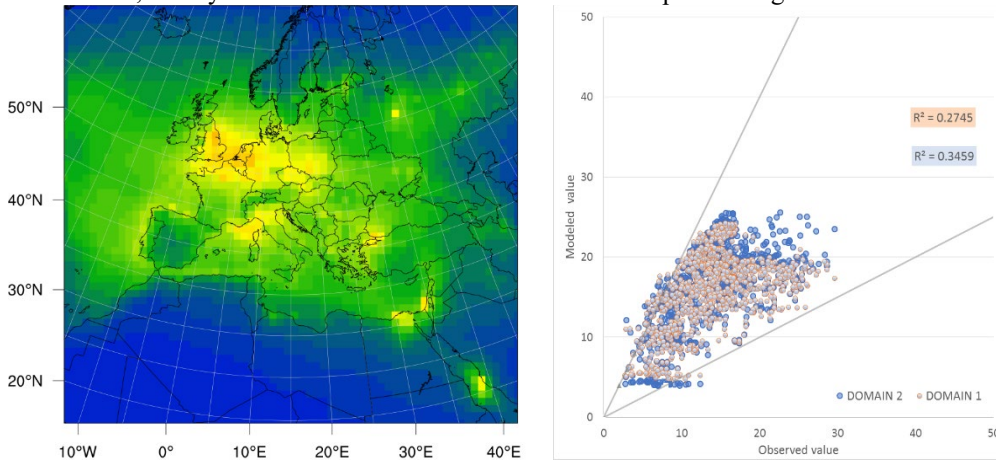 50°N
40°N
30°N
20°N
10°W 0° 10°E 20°E 30°E 40°E
50
40
30
20
10
0
Modeled value
R² = 0.2745
R² = 0.3459
DOMAIN 2 DOMAIN 1
0 10 20 30 40 50
Observed value